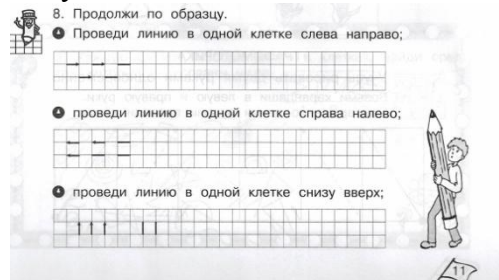 8. Продолжи по образцу.
Проведи линию в одной клетке слева направо;
проведи линию в одной клетке справа налево;
проведи линию в одной клетке снизу вверх;
11